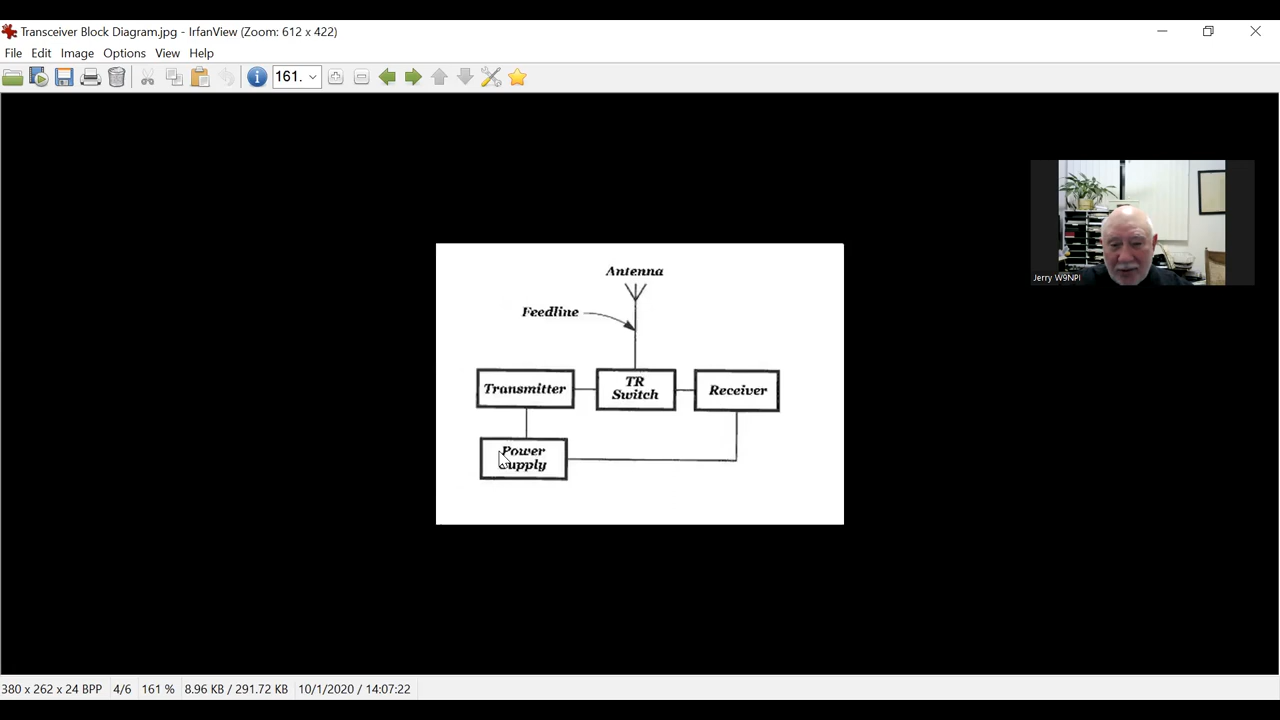 Transceiver Block Diagram.jpg - IrfanView (Zoom: 612 x 422)
File Edit Image Options View Help
161.
Jerry W9NPI
Antenna
Feedline
Transmitter
TR
Switch
Receiver
Power
Supply
380 x 262 x 24 BPP 4/6 161 % 8.96 KB / 291.72 KB 10/1/2020 / 14:07:22